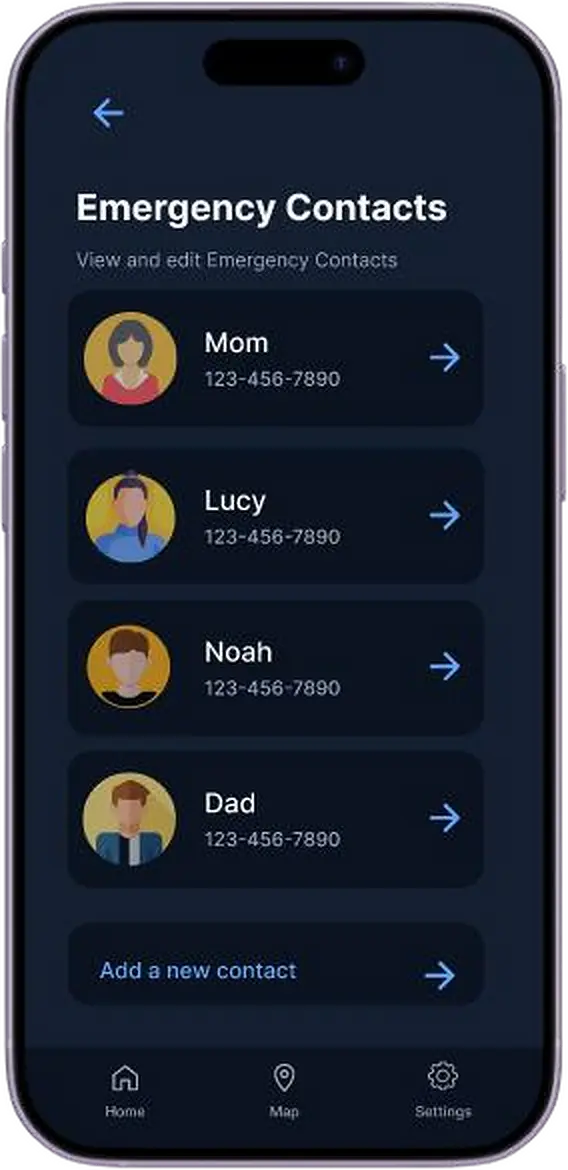 Emergency Contacts
View and edit Emergency Contacts
Mom
123-456-7890
Lucy
123-456-7890
Noah
123-456-7890
Dad
123-456-7890
Add a new contact
Home
Map
Settings